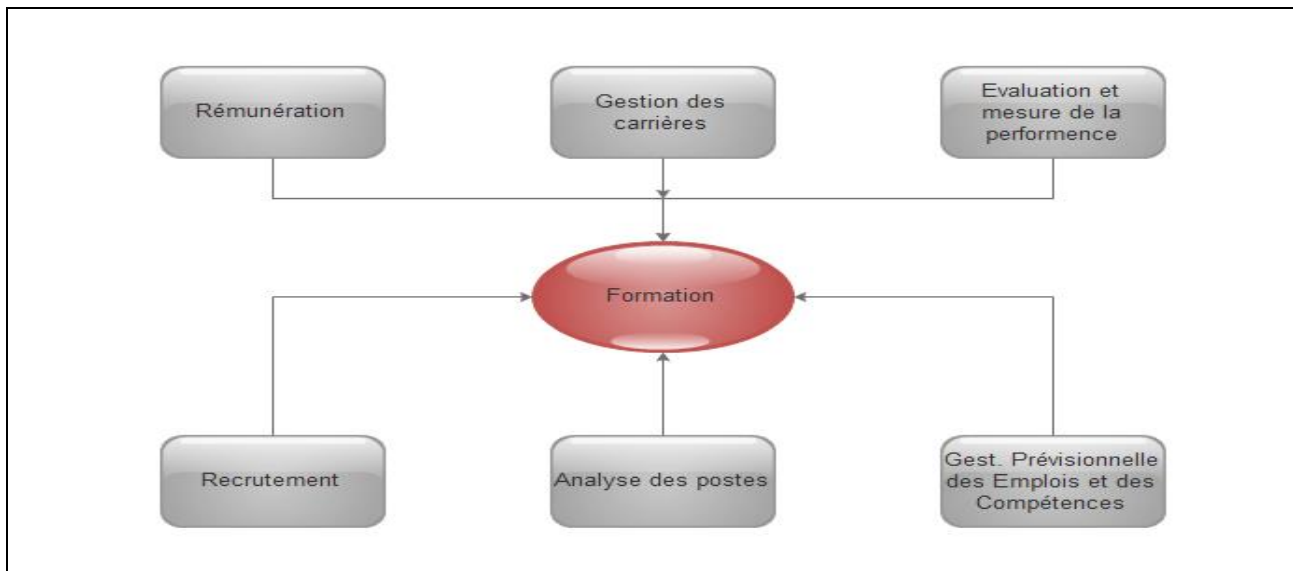 Rémunération
Gestion des
carrières
Evaluation et
mesure de la
performence
Formation
Recrutement
Analyse des postes
Gest. Prévisionnelle
des Emplois et des
Compétences